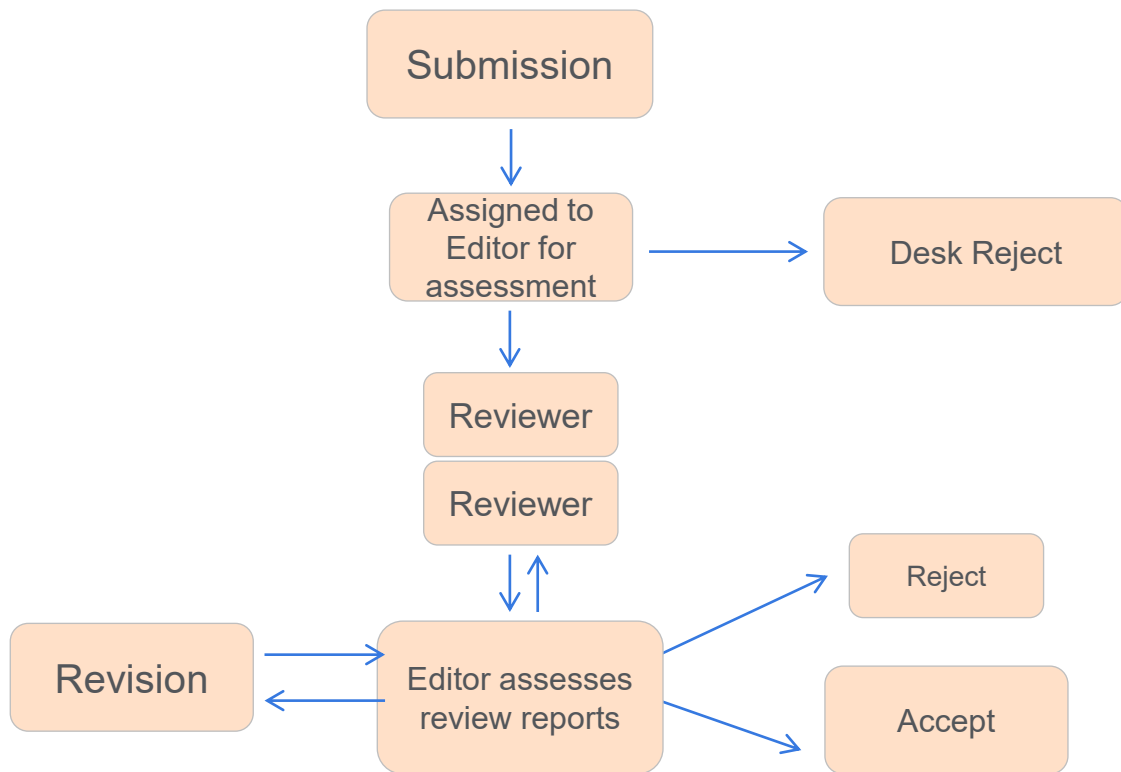 Submission
Assigned to
Editor for
assessment
Desk Reject
Reviewer
Reviewer
Reject
Revision
Editor assesses
review reports
Accept